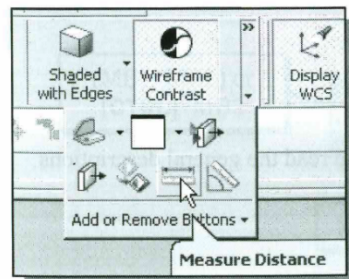 Shaded
with Edges
Wireframe
Contrast
Display
WCS
Add or Remove Buttons
Measure Distance